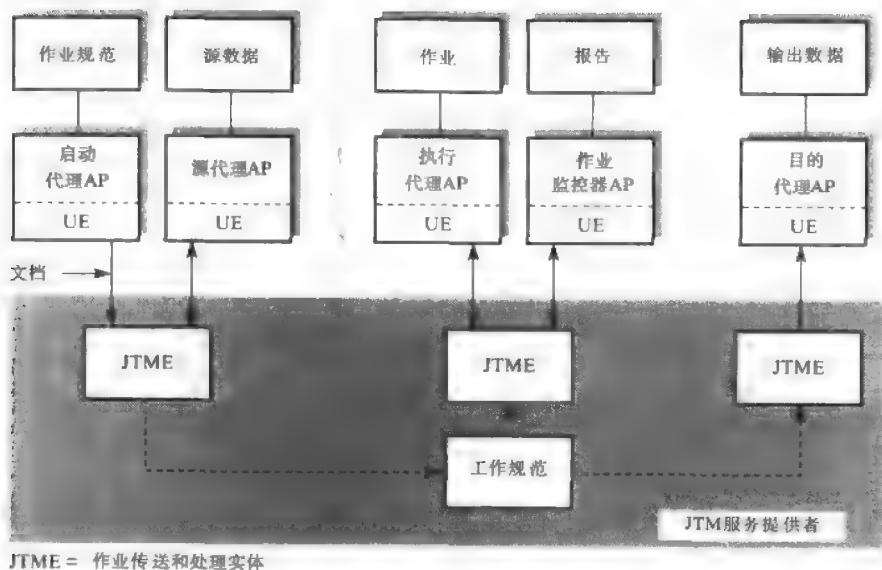 作业规范
源数据
作业
报告
输出数据
启动
代理AP
UE
源代理AP
UE
执行
代理AP
UE
作业
监控器AP
UE
目的
代理AP
UE
文档
JTME
JTME
JTME
工作规范
JTM服务提供者
JTME = 作业传送和处理实体